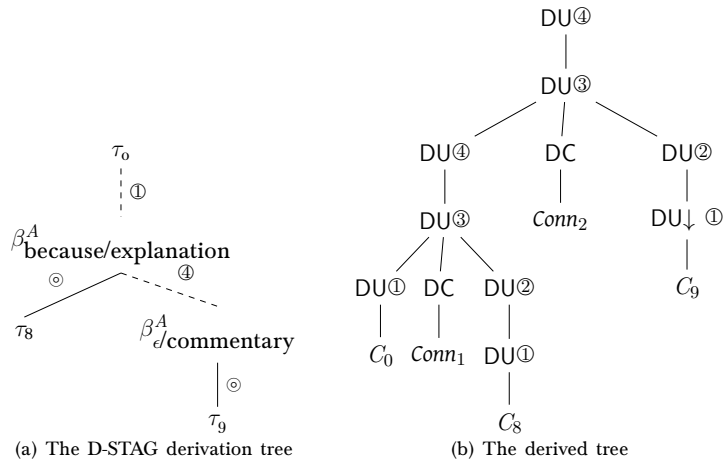 DU④
DU③
τ₀
①
DU④ DC DU②
β^A because/explanation
DU③ Conn₂ DU↓ ①
◎ ④
DU① DC DU② C₉
τ₈
β^A ϵ/commentary
C₀ Conn₁ DU①
◎
τ₉
C₈
(a) The D-STAG derivation tree (b) The derived tree